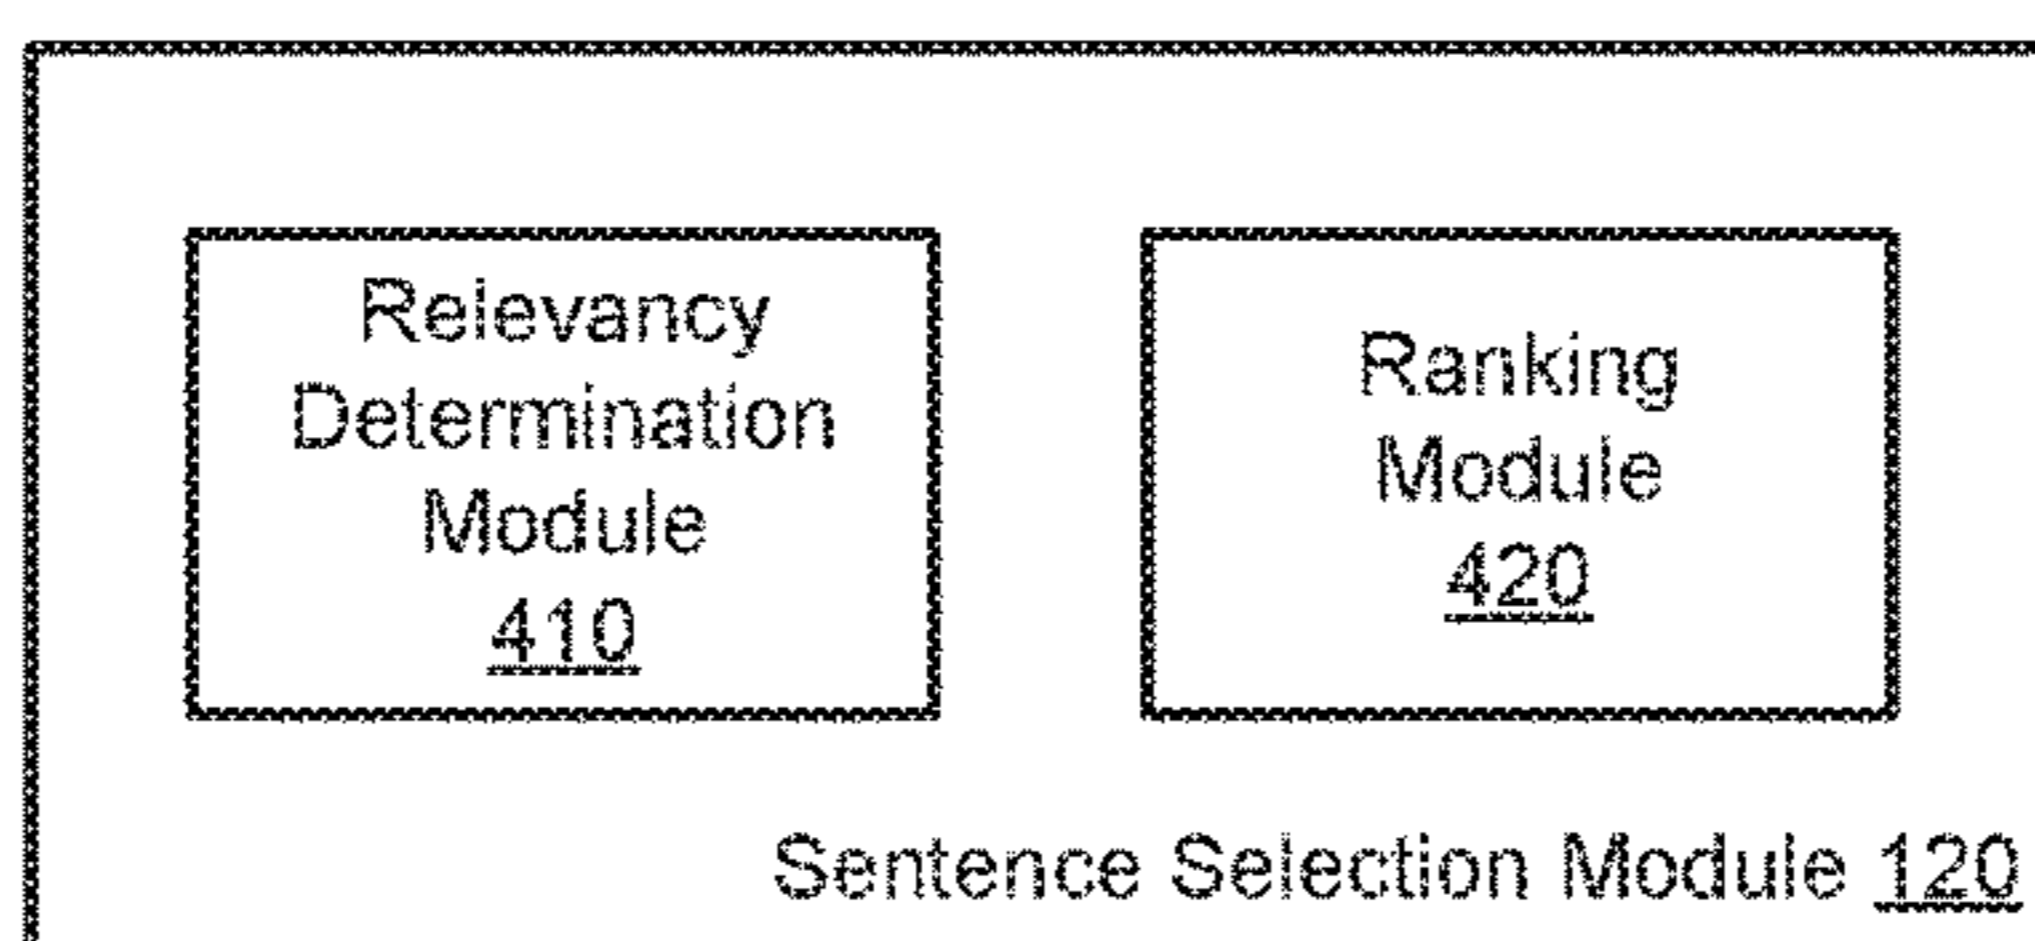 Relevancy
Determination
Module
410
Ranking
Module
420
Sentence Selection Module 120